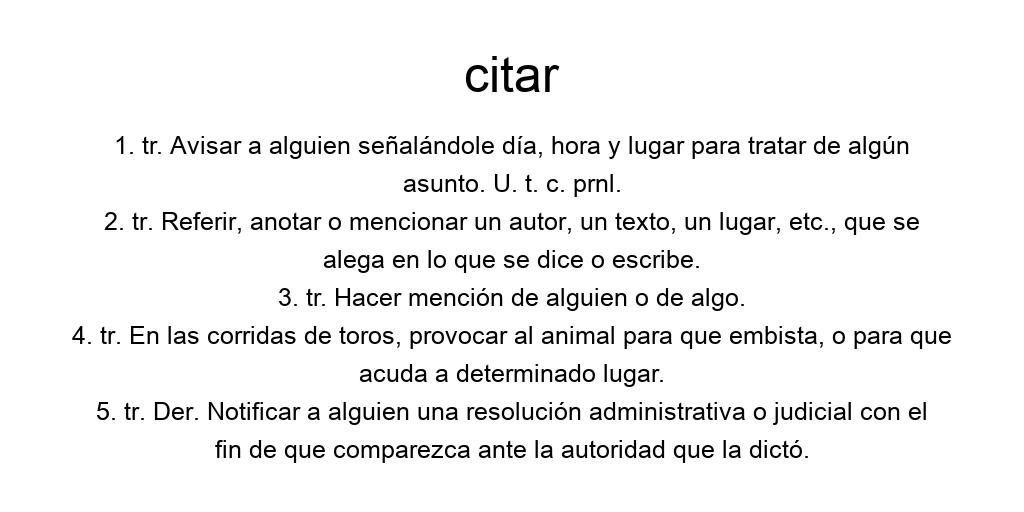 citar
1. tr. Avisar a alguien señalándole día, hora y lugar para tratar de algún
asunto. U. t. c. prnl.
2. tr. Referir, anotar o mencionar un autor, un texto, un lugar, etc., que se
alega en lo que se dice o escribe.
3. tr. Hacer mención de alguien o de algo.
4. tr. En las corridas de toros, provocar al animal para que embista, o para que
acuda a determinado lugar.
5. tr. Der. Notificar a alguien una resolución administrativa o judicial con el
fin de que comparezca ante la autoridad que la dictó.